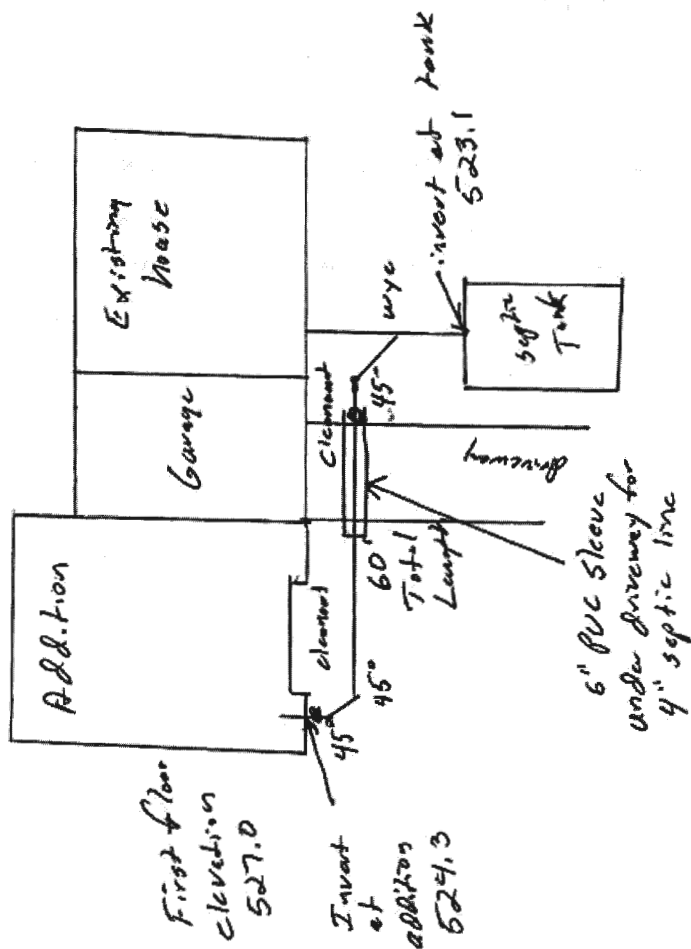 Addition
Garage
Existing
house
First floor
elevation
527.0
Invert
at
addition
524.3
45°
45°
cleanout
60'
Total
Length
Cleanout
45°
wye
driveway
Septic
Tank
invert at tank
523.1
6" PVC sleeve
under driveway for
4" septic line